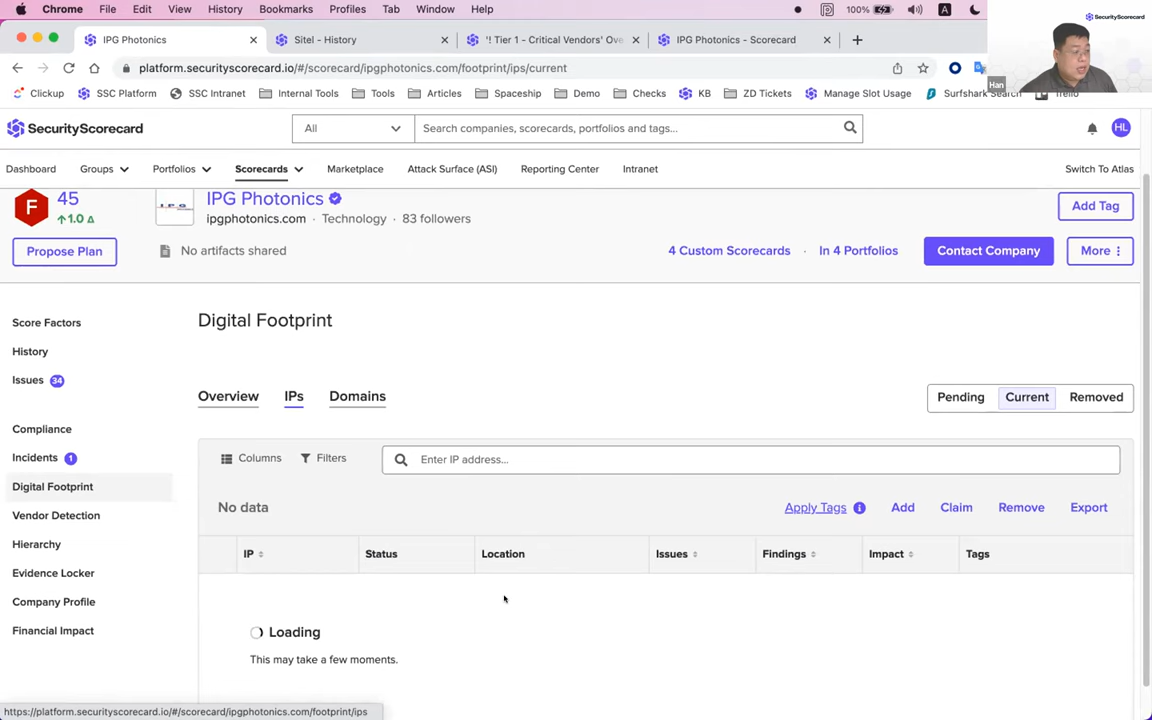 Chrome File Edit View History Bookmarks Profiles Tab Window Help 100% A
SecurityScorecard
IPG Photonics
Sitel - History
'! Tier 1 - Critical Vendors' Ove
IPG Photonics - Scorecard
platform.securityscorecard.io/#/scorecard/ipgphotonics.com/footprint/ips/current
Han
Clickup SSC Platform SSC Intranet Internal Tools Tools Articles Spaceship Demo Checks KB ZD Tickets Manage Slot Usage Surfshark Search Trello
SecurityScorecard All Search companies, scorecards, portfolios and tags... HL
Dashboard Groups Portfolios Scorecards Marketplace Attack Surface (ASI) Reporting Center Intranet Switch To Atlas
F 45 IPG Photonics
1.0 Δ ipgphotonics.com · Technology · 83 followers
IPG
Add Tag
Propose Plan No artifacts shared 4 Custom Scorecards · In 4 Portfolios Contact Company More
Score Factors
History
Issues 34
Compliance
Incidents 1
Digital Footprint
Vendor Detection
Hierarchy
Evidence Locker
Company Profile
Financial Impact
Digital Footprint
Overview IPs Domains Pending Current Removed
Columns Filters Enter IP address...
No data Apply Tags i Add Claim Remove Export
IP Status Location Issues Findings Impact Tags
Loading
This may take a few moments.
https://platform.securityscorecard.io/#/scorecard/ipgphotonics.com/footprint/ips